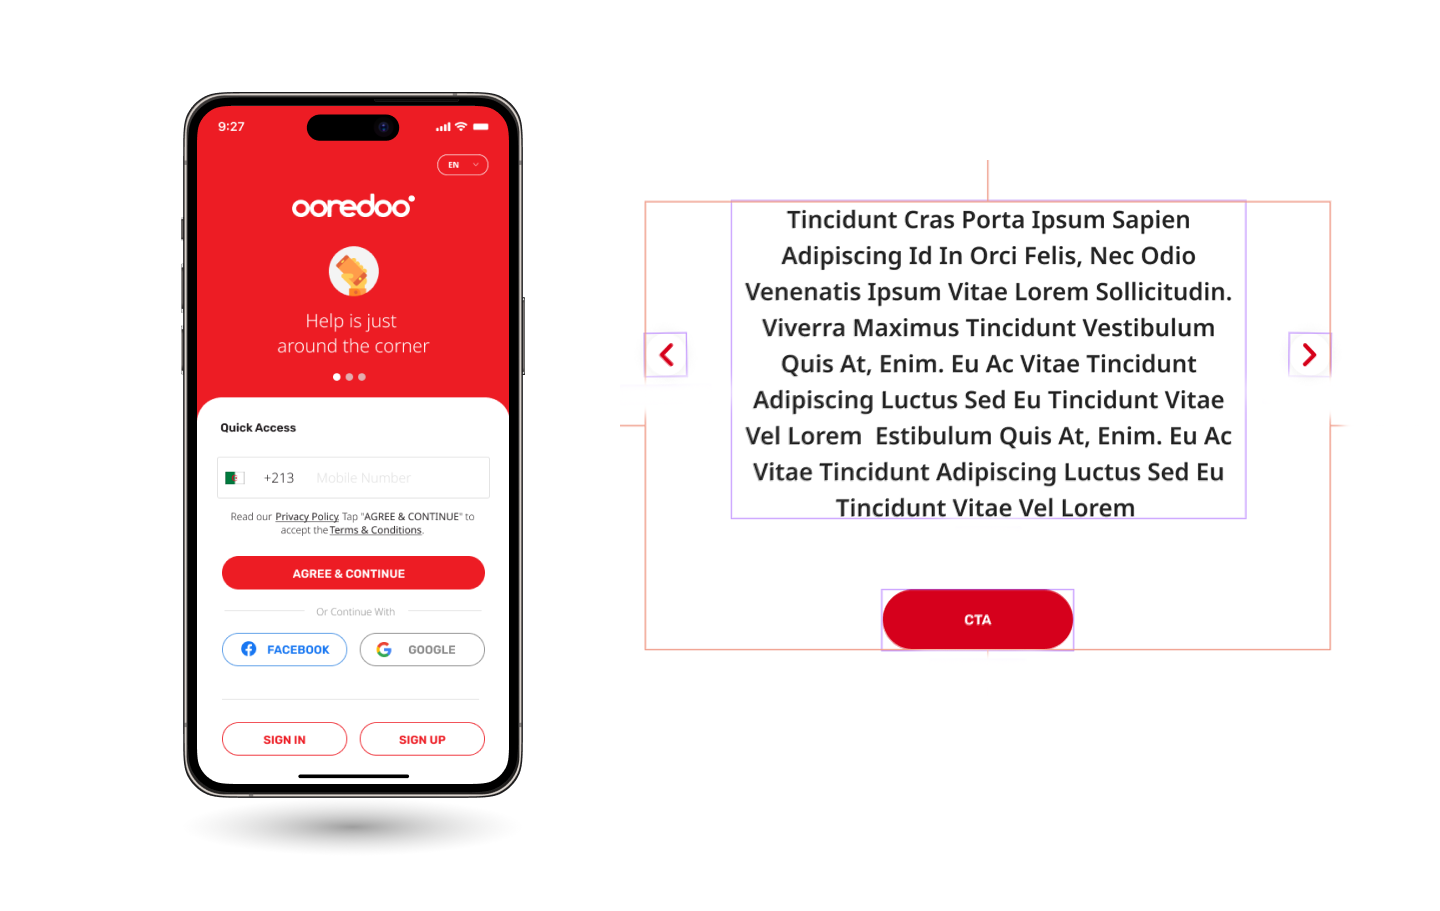 9:27
EN
ooredoo
Help is just
around the corner
Quick Access
+213 Mobile Number
Read our Privacy Policy. Tap "AGREE & CONTINUE" to
accept the Terms & Conditions.
AGREE & CONTINUE
Or Continue With
FACEBOOK
GOOGLE
SIGN IN
SIGN UP
Tincidunt Cras Porta Ipsum Sapien
Adipiscing Id In Orci Felis, Nec Odio
Venenatis Ipsum Vitae Lorem Sollicitudin.
Viverra Maximus Tincidunt Vestibulum
Quis At, Enim. Eu Ac Vitae Tincidunt
Adipiscing Luctus Sed Eu Tincidunt Vitae
Vel Lorem  Estibulum Quis At, Enim. Eu Ac
Vitae Tincidunt Adipiscing Luctus Sed Eu
Tincidunt Vitae Vel Lorem
CTA